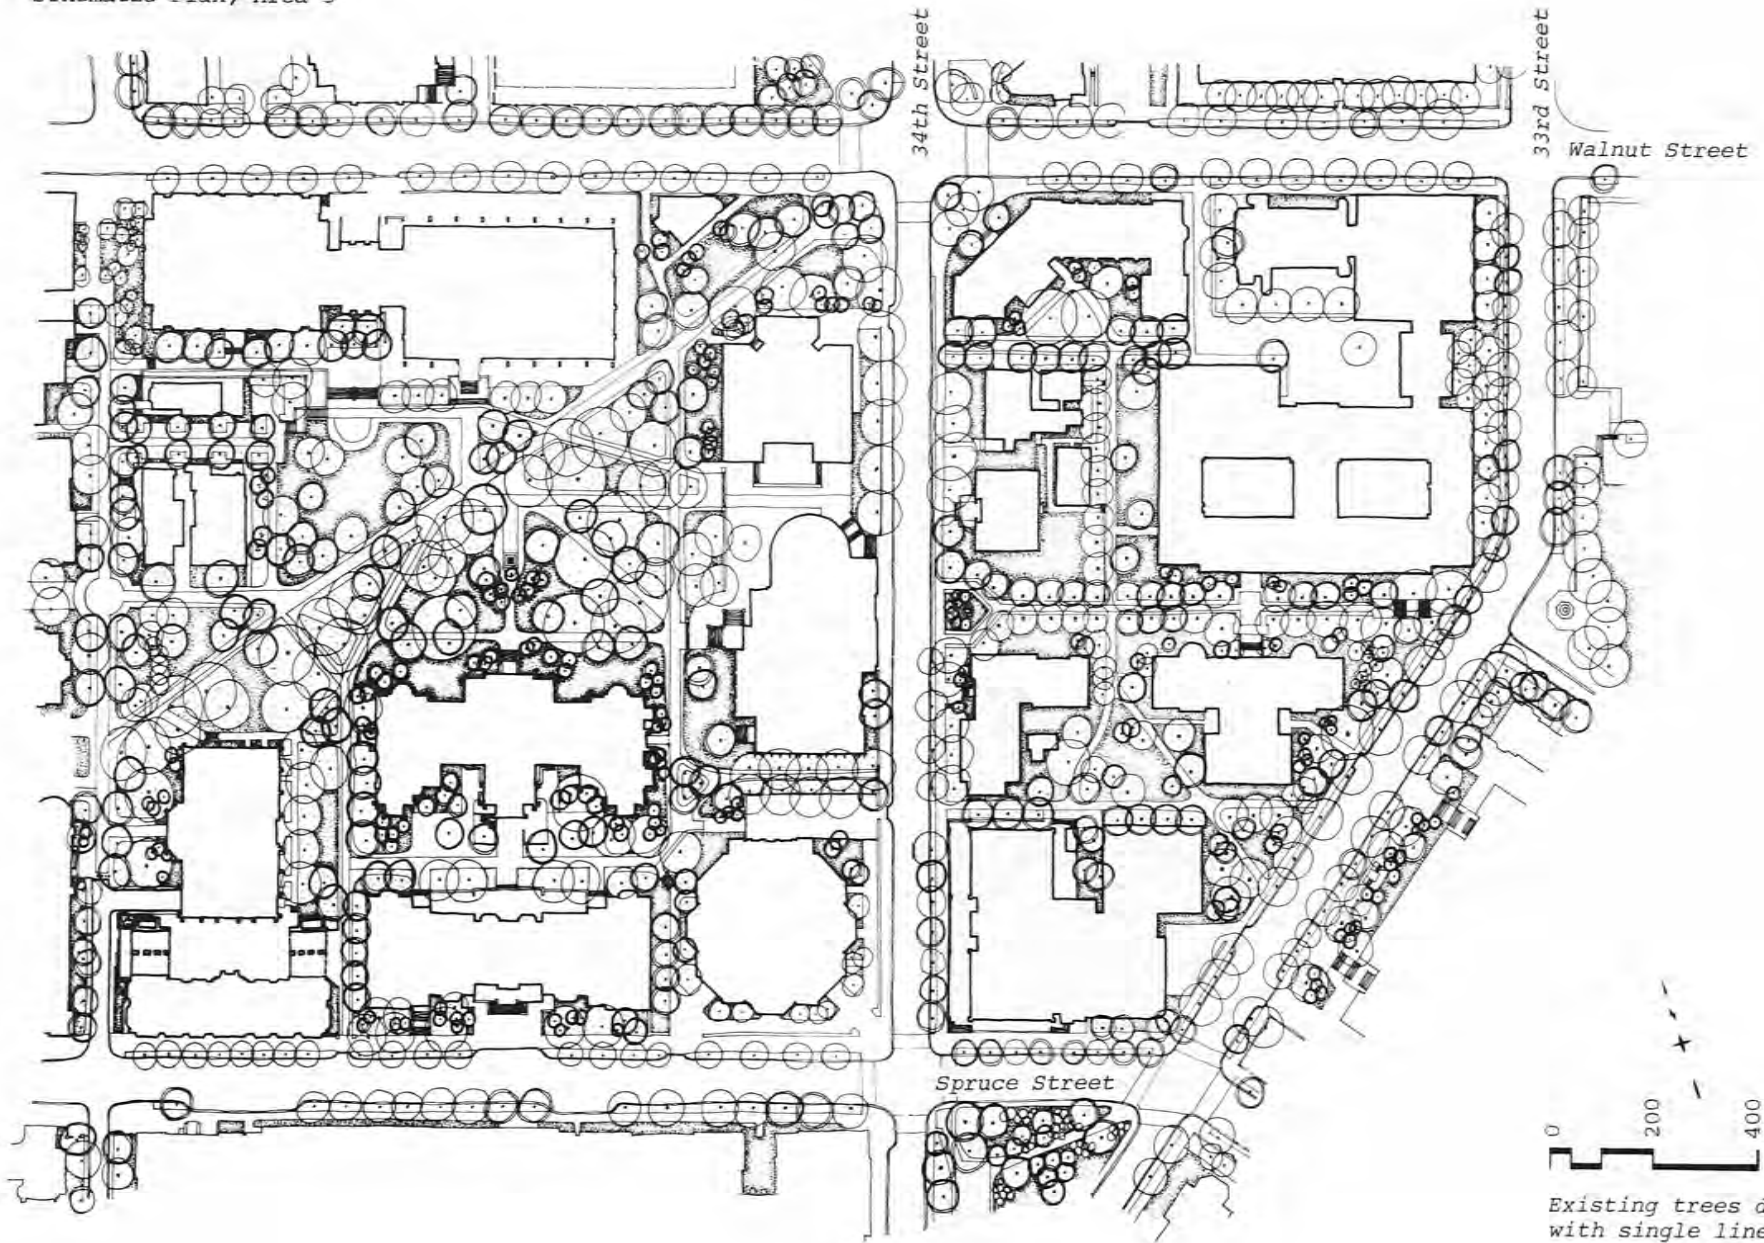 34th Street
33rd Street
Walnut Street
Spruce Street
0
200
400
Existing trees d
with single line